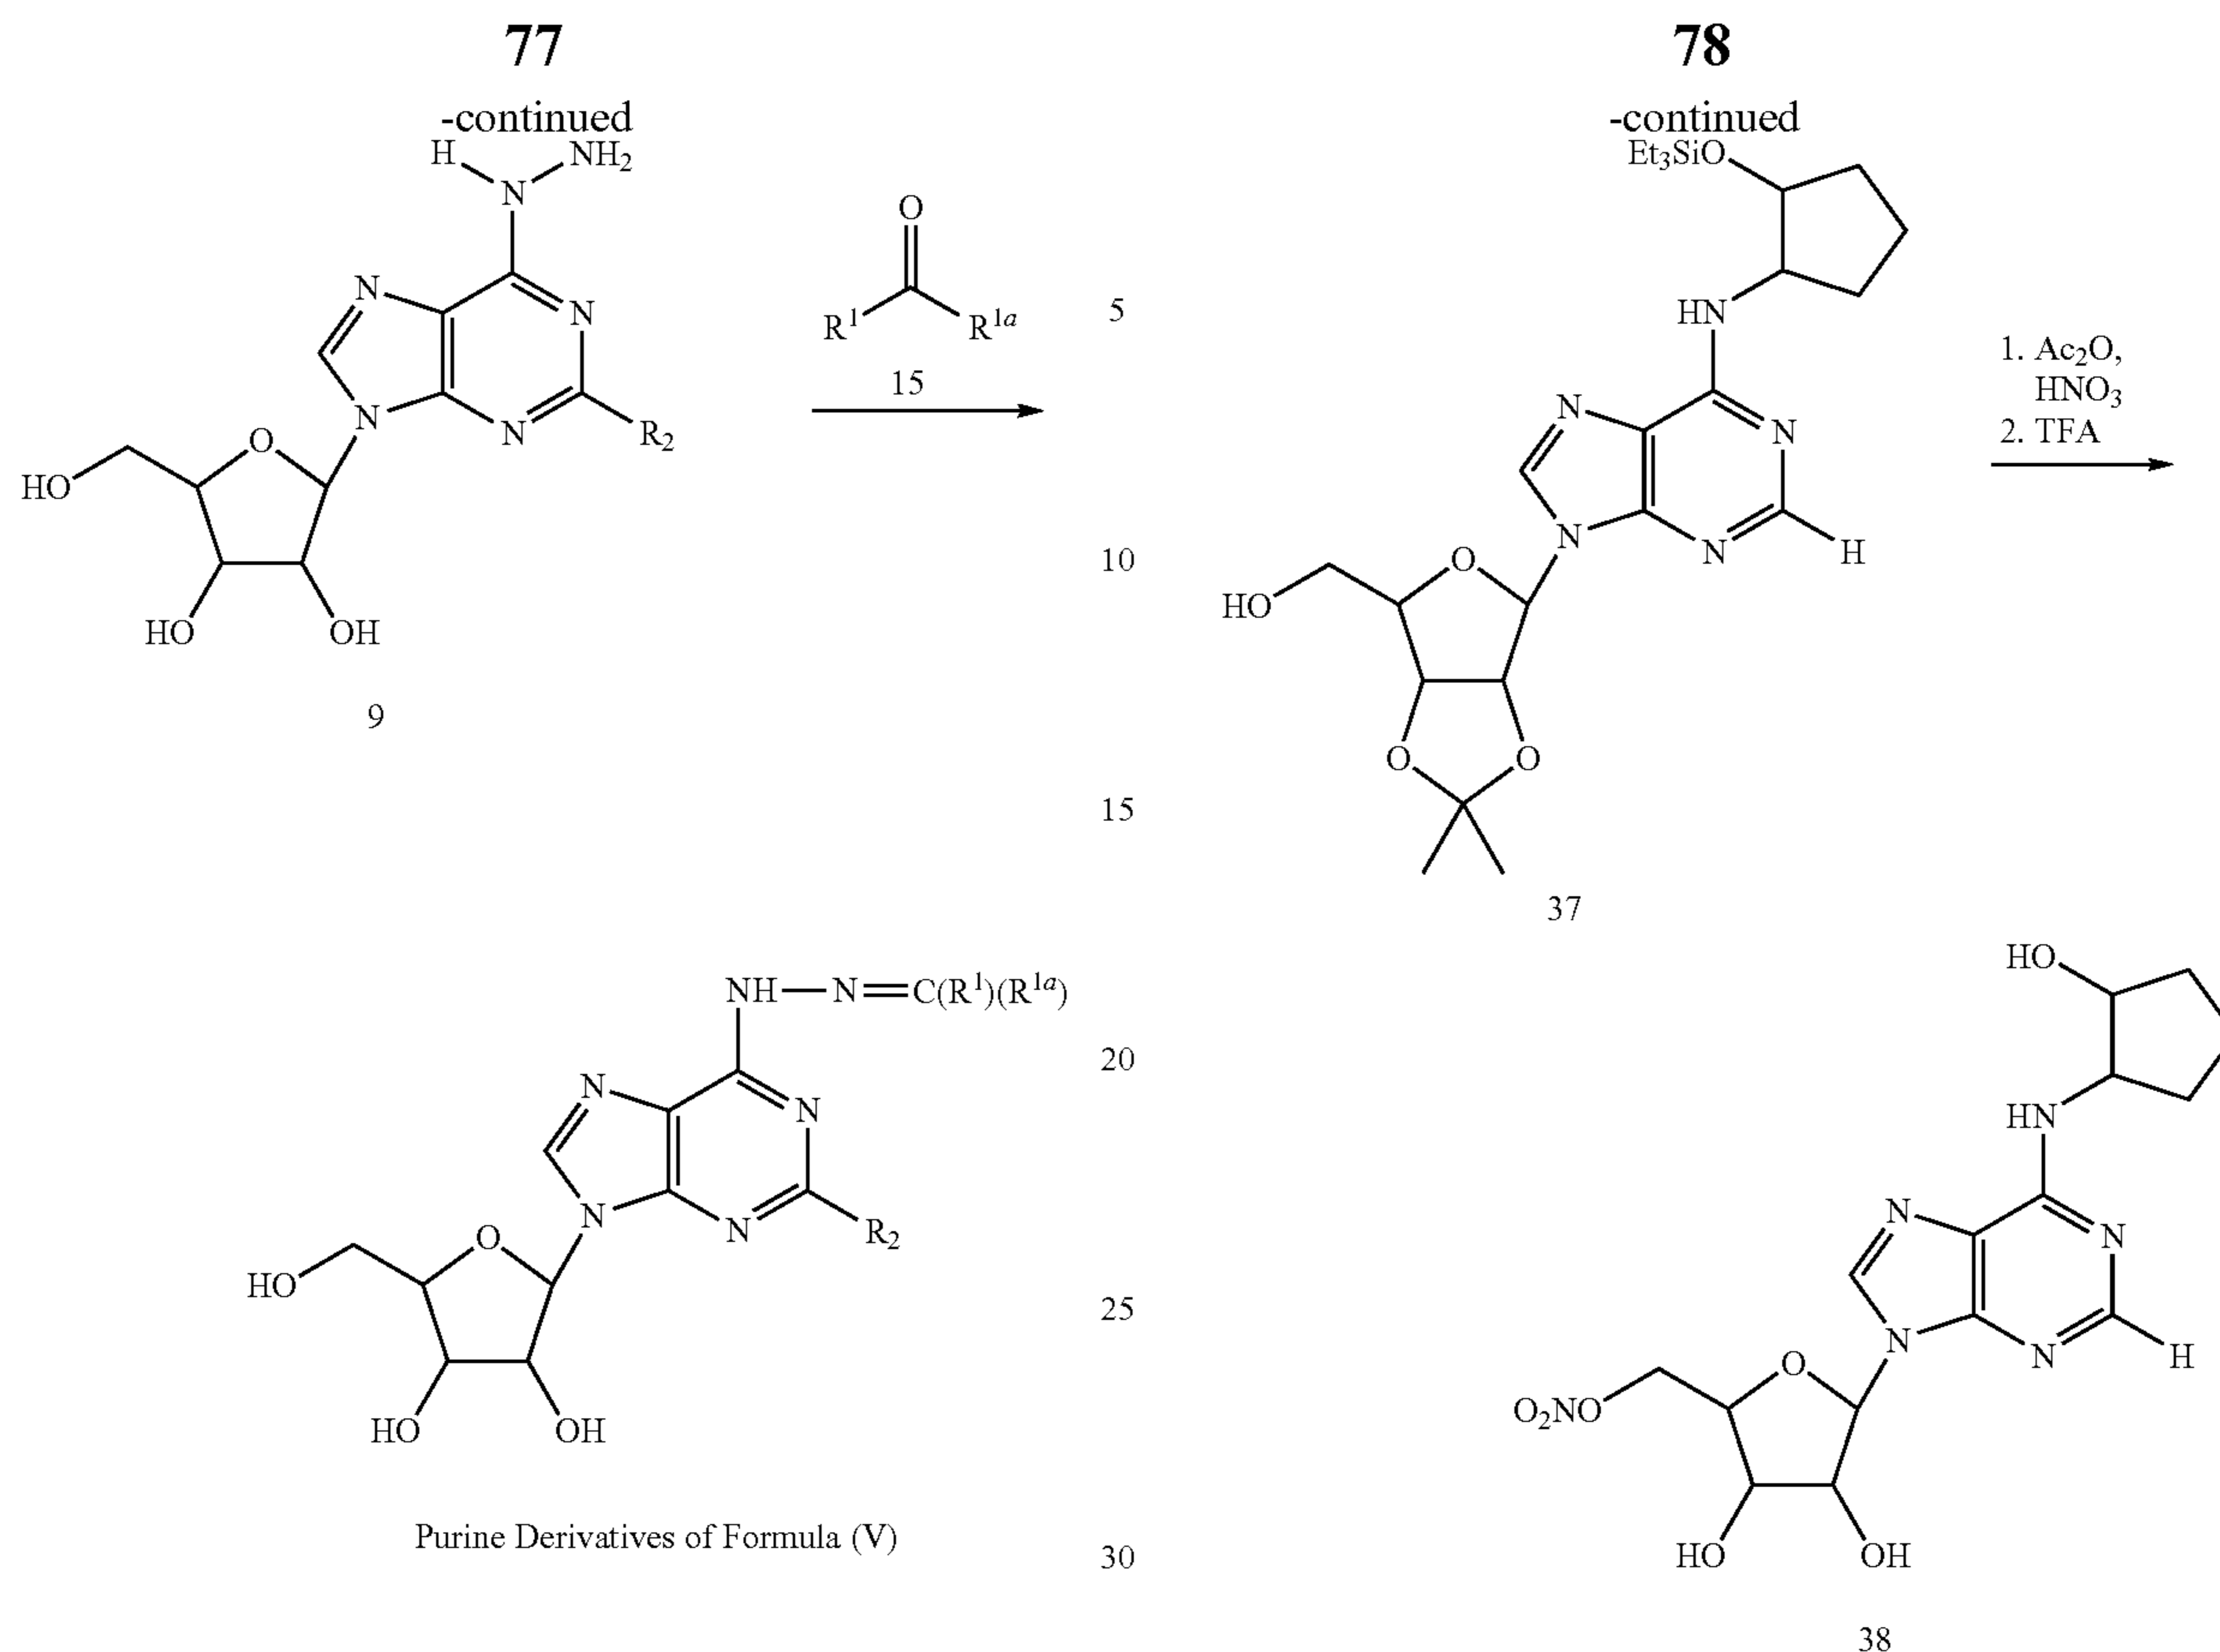 77
-continued
H
NH2
N
O
N
N
R1
R1a
15
N
N
R2
O
HO
HO
OH
9
NH—N=C(R1)(R1a)
N
N
N
N
R2
O
HO
HO
OH
Purine Derivatives of Formula (V)
5
10
15
20
25
30
78
-continued
Et3SiO
HN
1. Ac2O,
HNO3
2. TFA
N
N
N
N
H
O
HO
O
O
37
HO
HN
N
N
N
N
H
O
O2NO
HO
OH
38